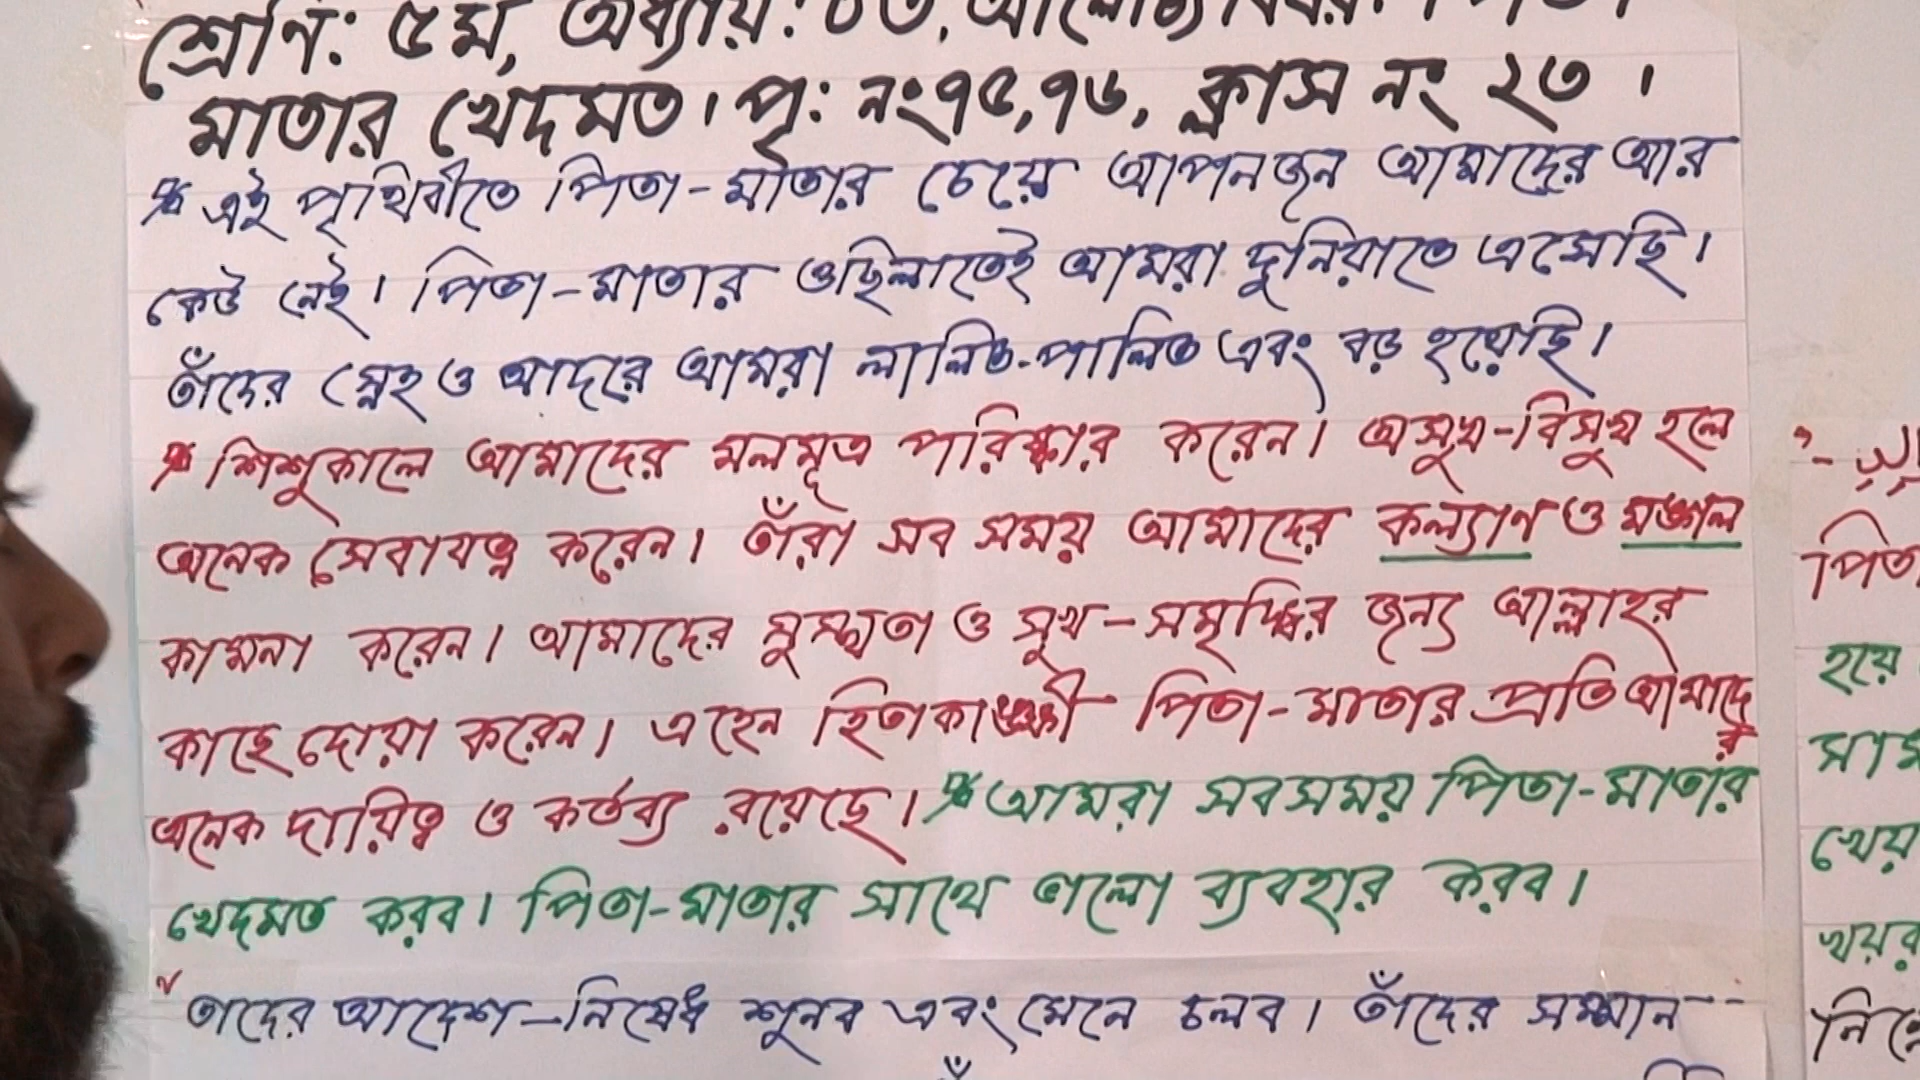 শ্রেণি: ৫ম, অধ্যায়: ০৩, আলোচ্য বিষয়: পিতা
মাতার খেদমত। পৃ: নং ৭৫,৭৬, ক্লাস নং ২৩ ।
এই পৃথিবীতে পিতা-মাতার চেয়ে আপনজন আমাদের আর
কেউ নেই। পিতা-মাতার ওছিলাতেই আমরা দুনিয়াতে এসেছি।
তাঁদের স্নেহ ও আদরে আমরা লালিত-পালিত এবং বড় হয়েছি।
শিশুকালে আমাদের মলমূত্র পরিষ্কার করেন। অসুখ-বিসুখ হলে
অনেক সেবাযত্ন করেন। তাঁরা সব সময় আমাদের কল্যাণ ও মঙ্গল
কামনা করেন। আমাদের সুস্থতা ও সুখ-সমৃদ্ধির জন্য আল্লাহর
কাছে দোয়া করেন। এহেন হিতাকাঙ্ক্ষী পিতা-মাতার প্রতি আমাদের
অনেক দায়িত্ব ও কর্তব্য রয়েছে। আমরা সবসময় পিতা-মাতার
খেদমত করব। পিতা-মাতার সাথে ভালো ব্যবহার করব।
তাদের আদেশ-নিষেধ শুনব এবং মেনে চলব। তাঁদের সম্মান--
পিতা
হয়ে
খেয়